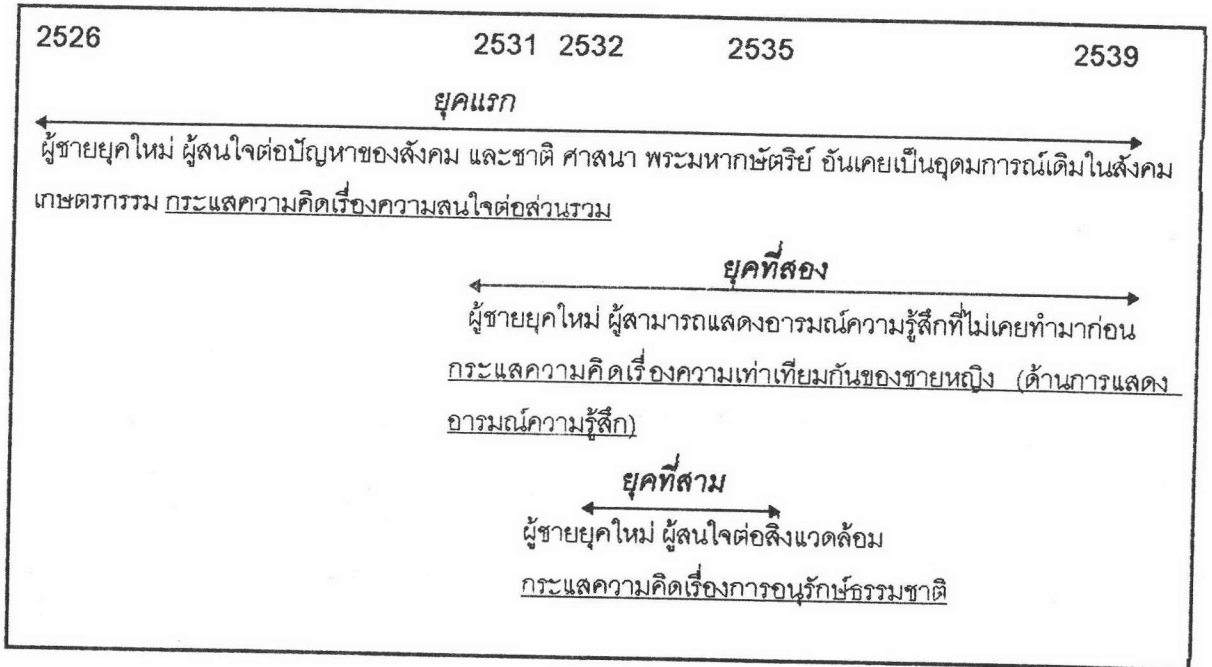 2526 2531 2532 2535 2539
ยุคแรก
ผู้ชายยุคใหม่ ผู้สนใจต่อปัญหาของสังคม และชาติ ศาสนา พระมหากษัตริย์ อันเคยเป็นอุดมการณ์เดิมในสังคม
เกษตรกรรม กระแสความคิดเรื่องความสนใจต่อส่วนรวม
ยุคที่สอง
ผู้ชายยุคใหม่ ผู้สามารถแสดงอารมณ์ความรู้สึกที่ไม่เคยทำมาก่อน
กระแสความคิดเรื่องความเท่าเทียมกันของชายหญิง (ด้านการแสดง
อารมณ์ความรู้สึก)
ยุคที่สาม
ผู้ชายยุคใหม่ ผู้สนใจต่อสิ่งแวดล้อม
กระแสความคิดเรื่องการอนุรักษ์ธรรมชาติ